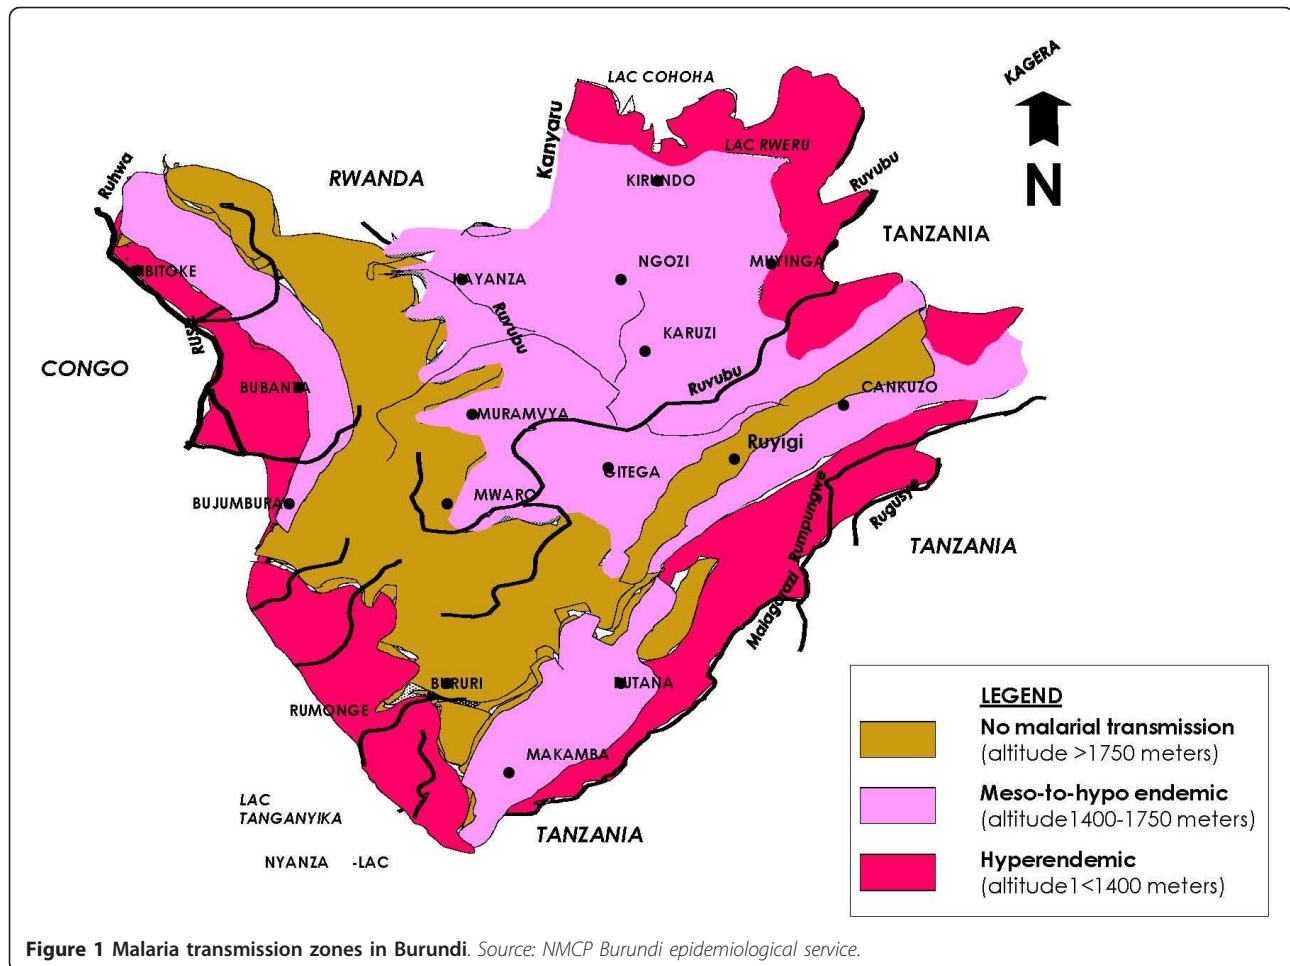 KAGERA
LAC COHOHA
Kanyaru
LAC RWERU
N
Ruhwa
RWANDA
KIRUNDO
Ruvubu
TANZANIA
NGOZI
MUYINGA
KAYANZA
Ruvubu
KARUZI
CONGO
BUBANZA
Ruvubu
CANKUZO
MURAMVYA
Ruyigi
GITEGA
MWARO
BUJUMBURA
Rumpungwe
Rugusye
TANZANIA
Malagarazi
BURURI
RUTANA
RUMONGE
MAKAMBA
LAC
TANGANYIKA
TANZANIA
NYANZA -LAC
LEGEND
No malarial transmission
(altitude >1750 meters)
Meso-to-hypo endemic
(altitude1400-1750 meters)
Hyperendemic
(altitude1<1400 meters)
Figure 1 Malaria transmission zones in Burundi. Source: NMCP Burundi epidemiological service.